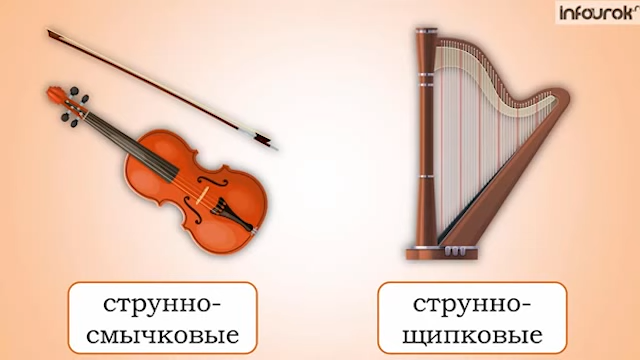 infourok
струнно-
смычковые
струнно-
щипковые